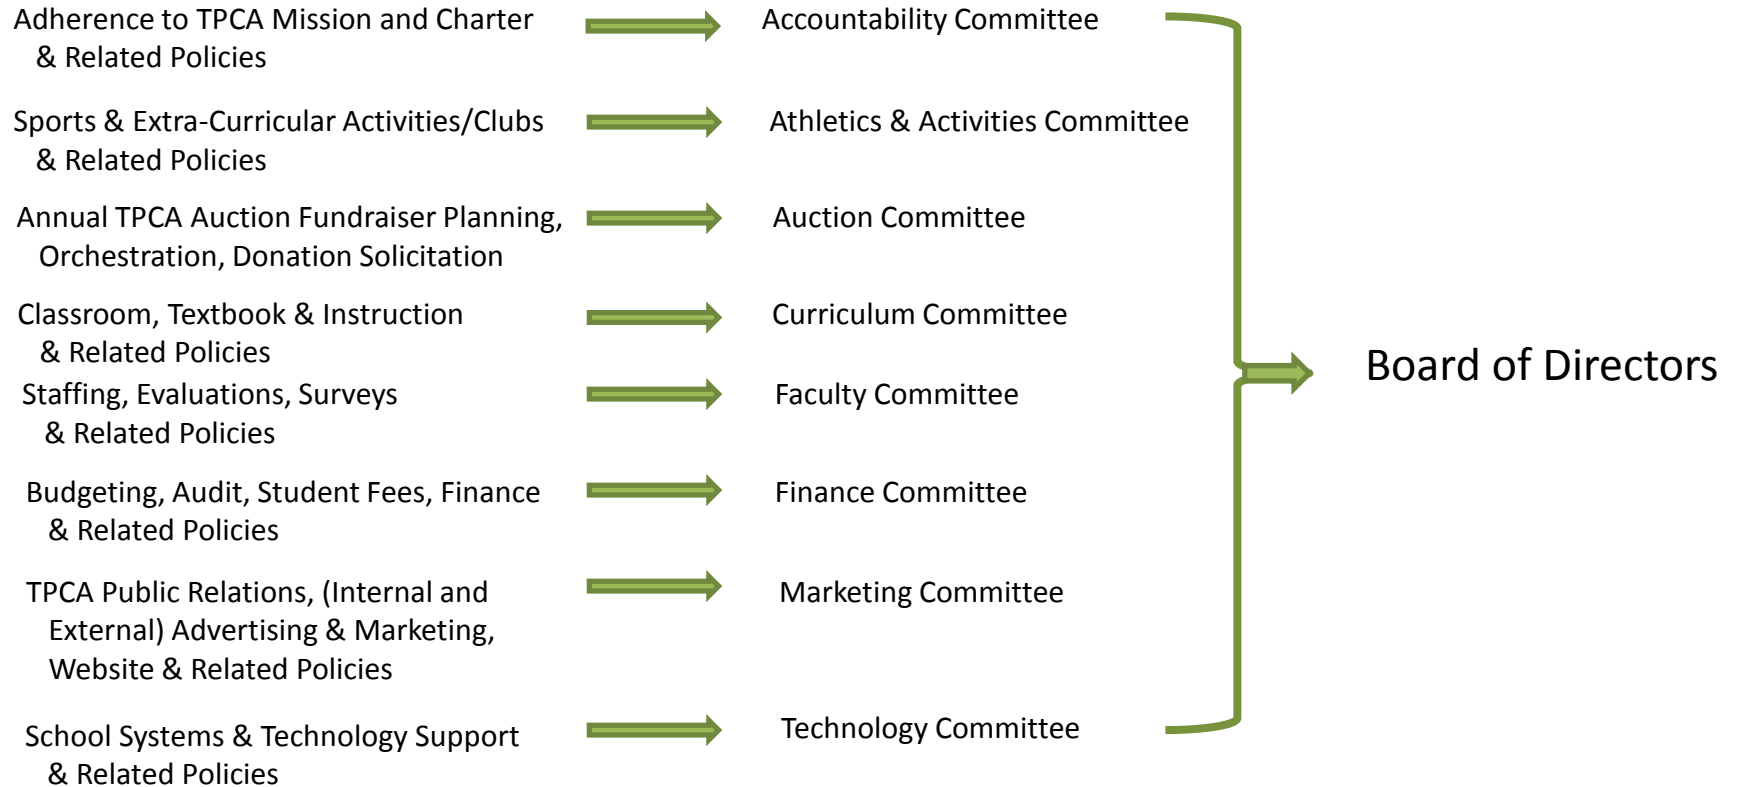 Adherence to TPCA Mission and Charter
& Related Policies
Accountability Committee
Sports & Extra-Curricular Activities/Clubs
& Related Policies
Athletics & Activities Committee
Annual TPCA Auction Fundraiser Planning,
Orchestration, Donation Solicitation
Auction Committee
Classroom, Textbook & Instruction
& Related Policies
Curriculum Committee
Staffing, Evaluations, Surveys
& Related Policies
Faculty Committee
Budgeting, Audit, Student Fees, Finance
& Related Policies
Finance Committee
TPCA Public Relations, (Internal and
External) Advertising & Marketing,
Website & Related Policies
Marketing Committee
School Systems & Technology Support
& Related Policies
Technology Committee
Board of Directors